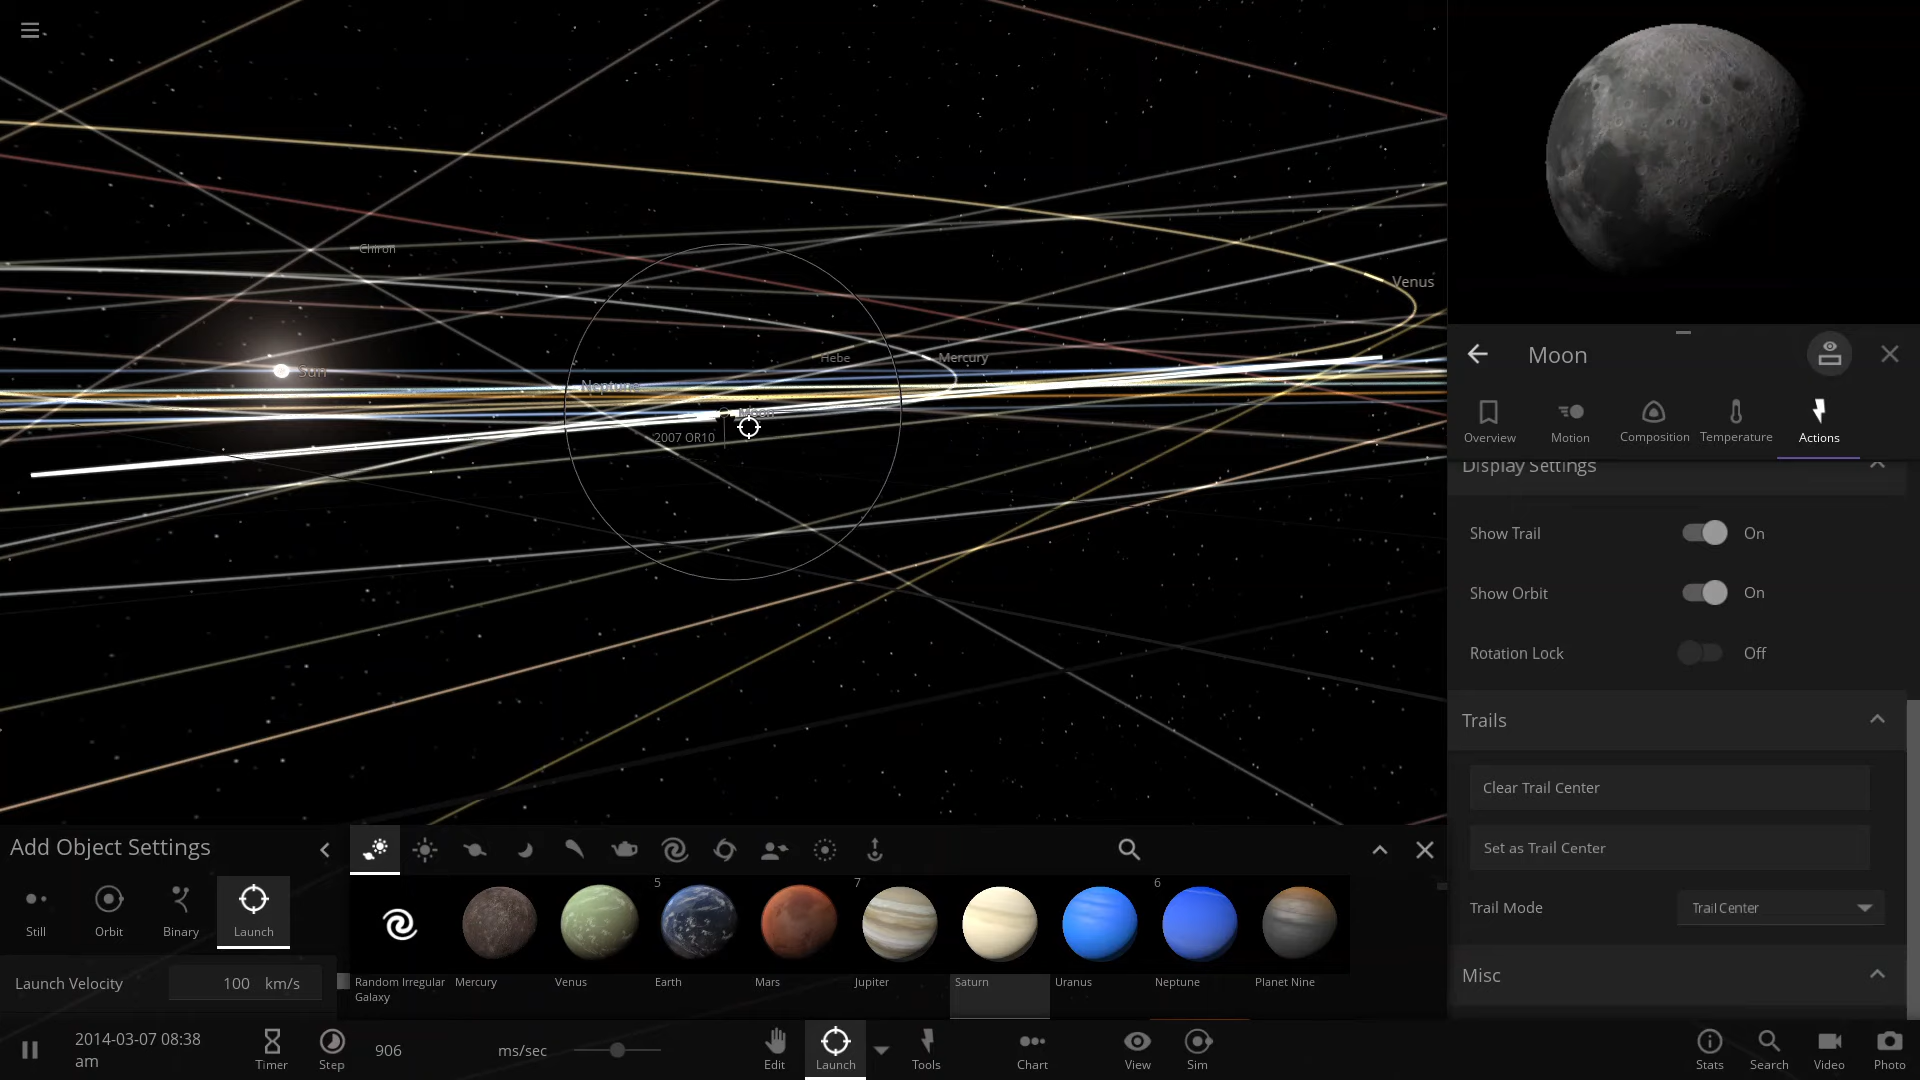 Chiron
Venus
Hebe
Mercury
Sun
Neptune
Moon
2007 OR10
Moon
Overview
Motion
Composition
Temperature
Actions
Display Settings
Show Trail
On
Show Orbit
On
Rotation Lock
Off
Trails
Clear Trail Center
Set as Trail Center
Trail Mode
Trail Center
Misc
Add Object Settings
Still
Orbit
Binary
Launch
Launch Velocity
100 km/s
5
7
6
Random Irregular
Galaxy
Mercury
Venus
Earth
Mars
Jupiter
Saturn
Uranus
Neptune
Planet Nine
2014-03-07 08:38
am
Timer
Step
906
ms/sec
Edit
Launch
Tools
Chart
View
Sim
Stats
Search
Video
Photo